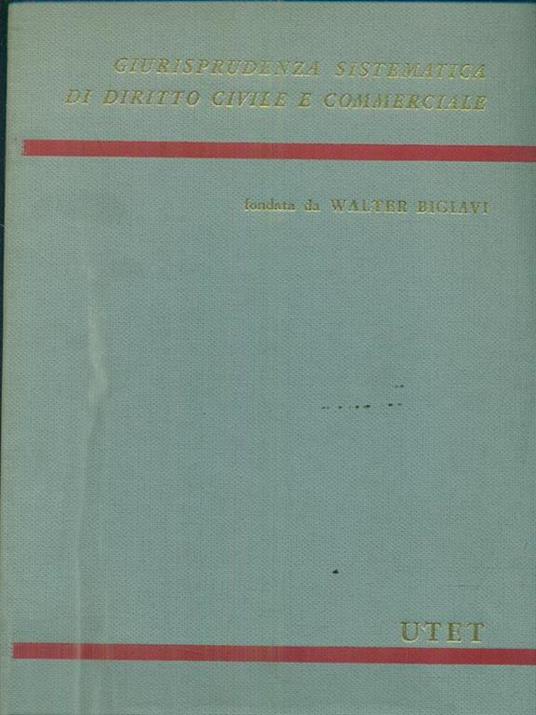 GIURISPRUDENZA SISTEMATICA
DI DIRITTO CIVILE E COMMERCIALE
fondata da WALTER BIGIAVI
UTET